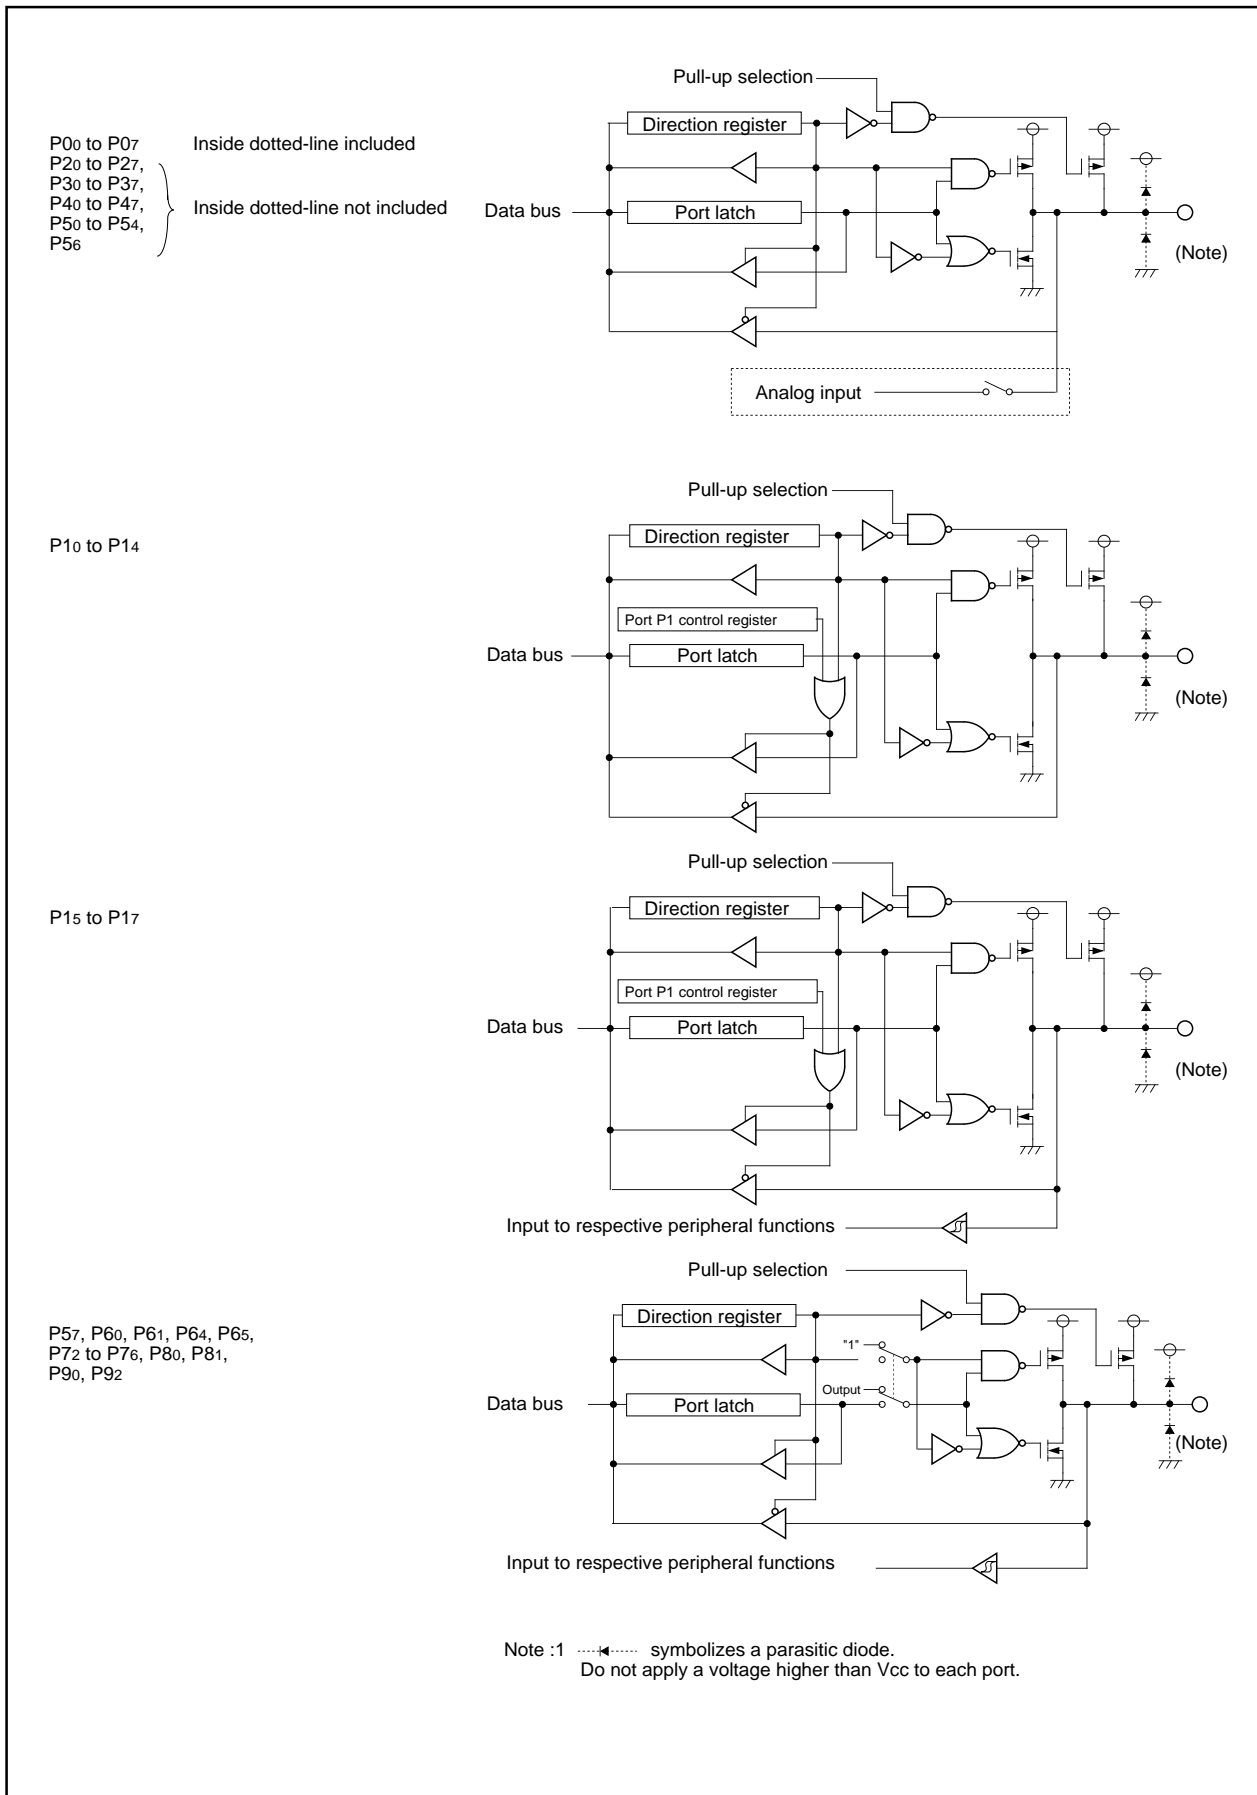 Pull-up selection
Direction register
P00 to P07 Inside dotted-line included
P20 to P27,
P30 to P37,
P40 to P47, Inside dotted-line not included
P50 to P54,
P56
Data bus
Port latch
(Note)
Analog input
Pull-up selection
Direction register
P10 to P14
Port P1 control register
Data bus
Port latch
(Note)
Pull-up selection
Direction register
P15 to P17
Port P1 control register
Data bus
Port latch
(Note)
Input to respective peripheral functions
Pull-up selection
Direction register
P57, P60, P61, P64, P65,
P72 to P76, P80, P81,
P90, P92
"1"
Output
Data bus
Port latch
(Note)
Input to respective peripheral functions
Note :1 symbolizes a parasitic diode.
Do not apply a voltage higher than Vcc to each port.